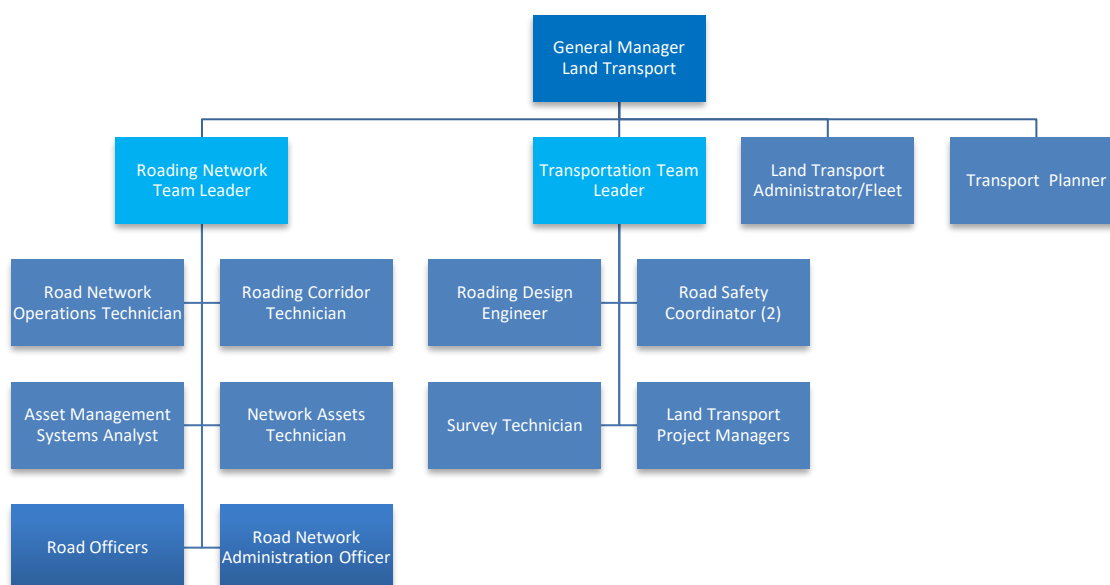 General Manager
Land Transport
Roading Network
Team Leader
Transportation Team
Leader
Land Transport
Administrator/Fleet
Transport Planner
Road Network
Operations Technician
Roading Corridor
Technician
Roading Design
Engineer
Road Safety
Coordinator (2)
Asset Management
Systems Analyst
Network Assets
Technician
Survey Technician
Land Transport
Project Managers
Road Officers
Road Network
Administration Officer